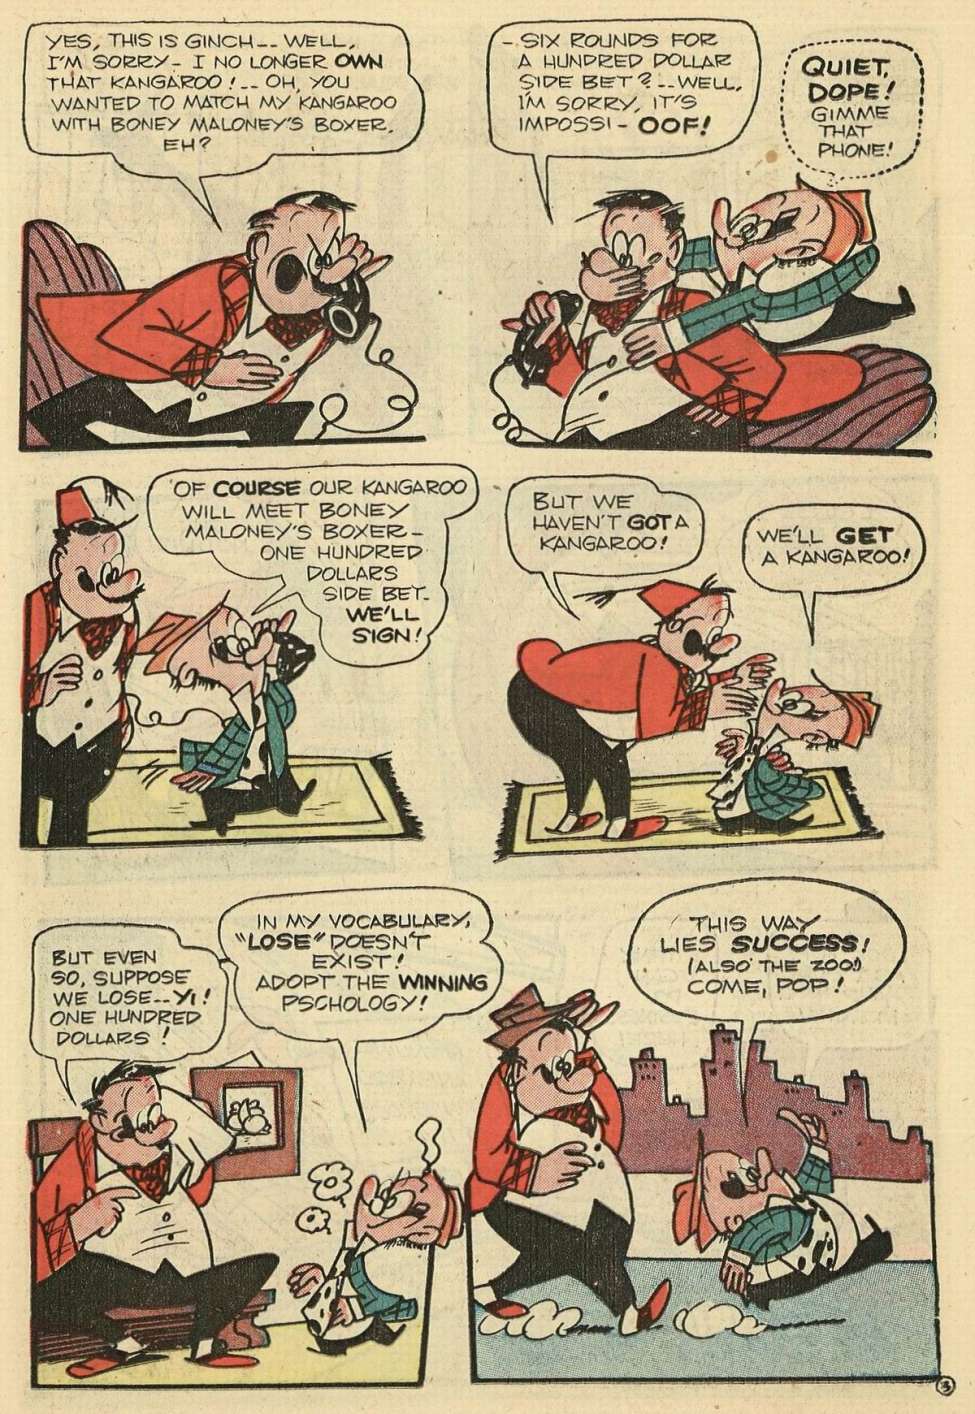 YES, THIS IS GINCH -- WELL,
I'M SORRY - I NO LONGER OWN
THAT KANGAROO! -- OH, YOU
WANTED TO MATCH MY KANGAROO
WITH BONEY MALONEY'S BOXER,
EH?
- SIX ROUNDS FOR
A HUNDRED DOLLAR
SIDE BET? -- WELL,
I'M SORRY, IT'S
IMPOSSI - OOF!
QUIET,
DOPE!
GIMME
THAT
PHONE!
OF COURSE OUR KANGAROO
WILL MEET BONEY
MALONEY'S BOXER -
ONE HUNDRED
DOLLARS
SIDE BET -
WE'LL
SIGN!
BUT WE
HAVEN'T GOT A
KANGAROO!
WE'LL GET
A KANGAROO!
BUT EVEN
SO, SUPPOSE
WE LOSE -- YI!
ONE HUNDRED
DOLLARS!
IN MY VOCABULARY,
"LOSE" DOESN'T
EXIST!
ADOPT THE WINNING
PSCHOLOGY!
THIS WAY
LIES SUCCESS!
(ALSO THE ZOO!)
COME, POP!
3